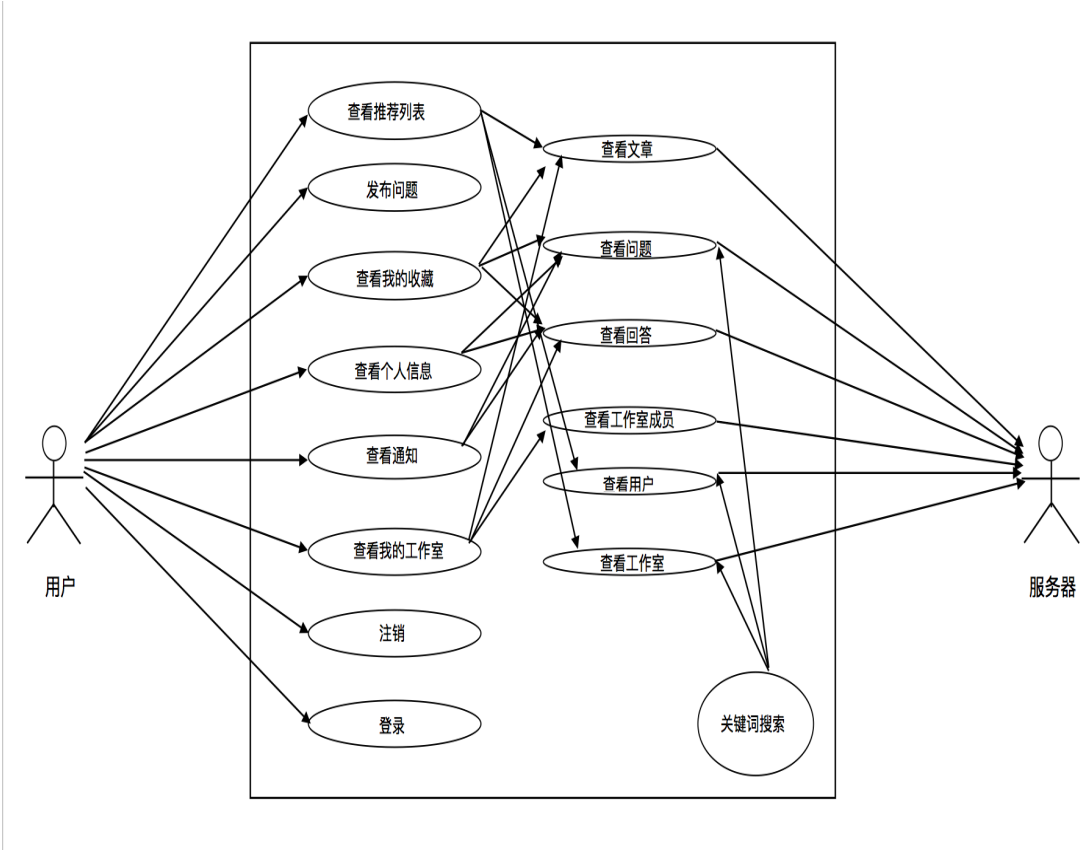 查看推荐列表
发布问题
查看我的收藏
查看个人信息
查看通知
查看我的工作室
注销
登录
查看文章
查看问题
查看回答
查看工作室成员
查看用户
查看工作室
关键词搜索
用户
服务器